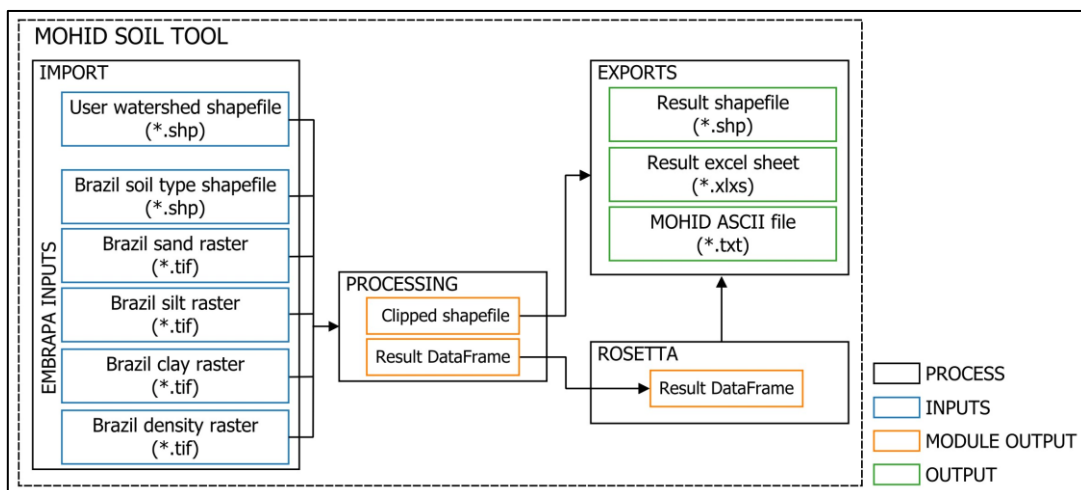 MOHID SOIL TOOL
IMPORT
User watershed shapefile
(*.shp)
EMBRAPA INPUTS
Brazil soil type shapefile
(*.shp)
Brazil sand raster
(*.tif)
Brazil silt raster
(*.tif)
Brazil clay raster
(*.tif)
Brazil density raster
(*.tif)
PROCESSING
Clipped shapefile
Result DataFrame
EXPORTS
Result shapefile
(*.shp)
Result excel sheet
(*.xlxs)
MOHID ASCII file
(*.txt)
ROSETTA
Result DataFrame
PROCESS
INPUTS
MODULE OUTPUT
OUTPUT